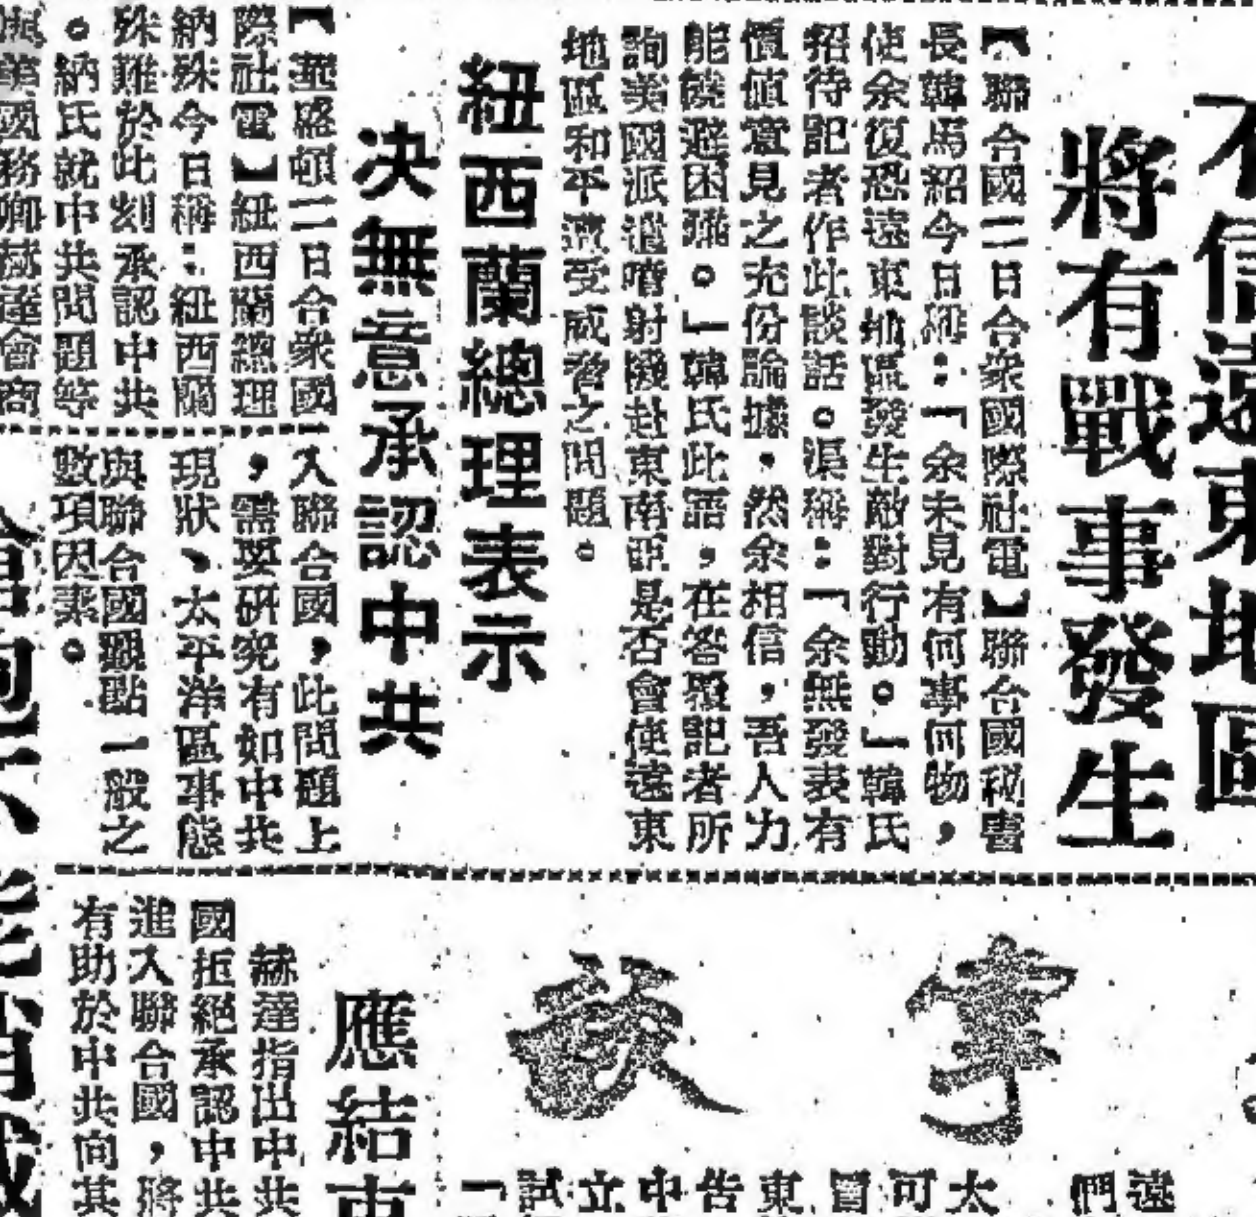 不信遠東地區
將有戰事發生
【聯合國二日合衆國際社電】聯合國秘書
長韓馬紹今日稱：「余未見有何事何物，
使余復恐遠東地區發生敵對行動。」韓氏
招待記者作此談話。渠稱：「余無發表有
價值意見之充份論據，然余相信，吾人力
能饒避困難。」韓氏此語，在答覆記者所
詢美國派遣噴射機赴東南亞是否會使遠東
地區和平遭受威脅之問題。
紐西蘭總理表示
決無意承認中共
【華盛頓二日合衆國
際社電】紐西蘭總理
納殊今日稱：紐西蘭
殊難於此刻承認中共
。納氏就中共問題等
與美國務卿赫達會商
入聯合國，此問題上
，需要研究有如中共
現狀、太平洋區事態
與聯合國觀點一般之
數項因素。
遠
們
太
可
東
告
中
立
試
「
事
應結束
赫達指出中共
國拒絕承認中共
進入聯合國，將
有助於中共向其